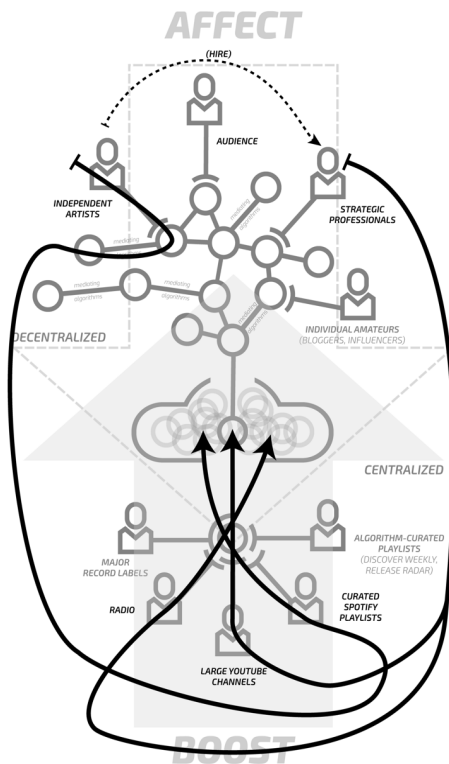 AFFECT
(HIRE)
AUDIENCE
INDEPENDENT
ARTISTS
STRATEGIC
PROFESSIONALS
mediating
algorithms
mediating
mediating
algorithms
mediating
algorithms
mediating
algorithms
INDIVIDUAL AMATEURS
(BLOGGERS, INFLUENCERS)
DECENTRALIZED
CENTRALIZED
MAJOR
RECORD LABELS
ALGORITHM-CURATED
PLAYLISTS
(DISCOVER WEEKLY,
RELEASE RADAR)
RADIO
CURATED
SPOTIFY
PLAYLISTS
LARGE YOUTUBE
CHANNELS
BOOST